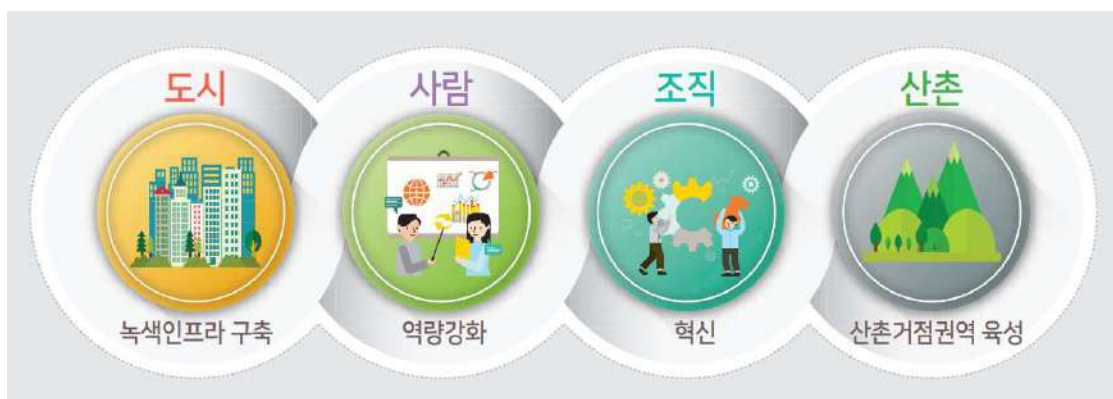 도시
녹색인프라 구축
사람
역량강화
조직
혁신
산촌
산촌거점권역 육성